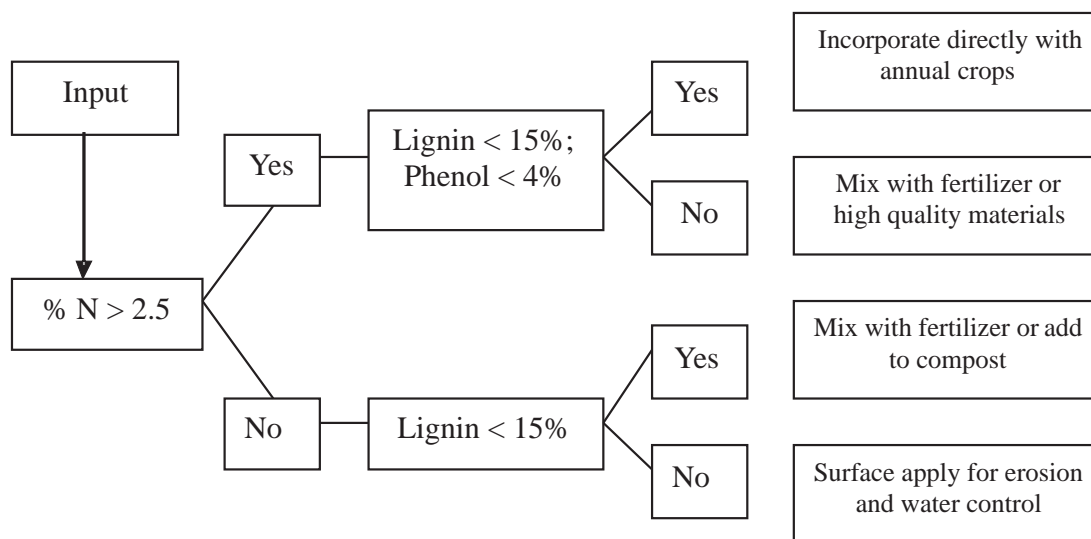 Input
% N > 2.5
Yes
No
Lignin < 15%;
Phenol < 4%
Lignin < 15%
Yes
No
Yes
No
Incorporate directly with
annual crops
Mix with fertilizer or
high quality materials
Mix with fertilizer or add
to compost
Surface apply for erosion
and water control